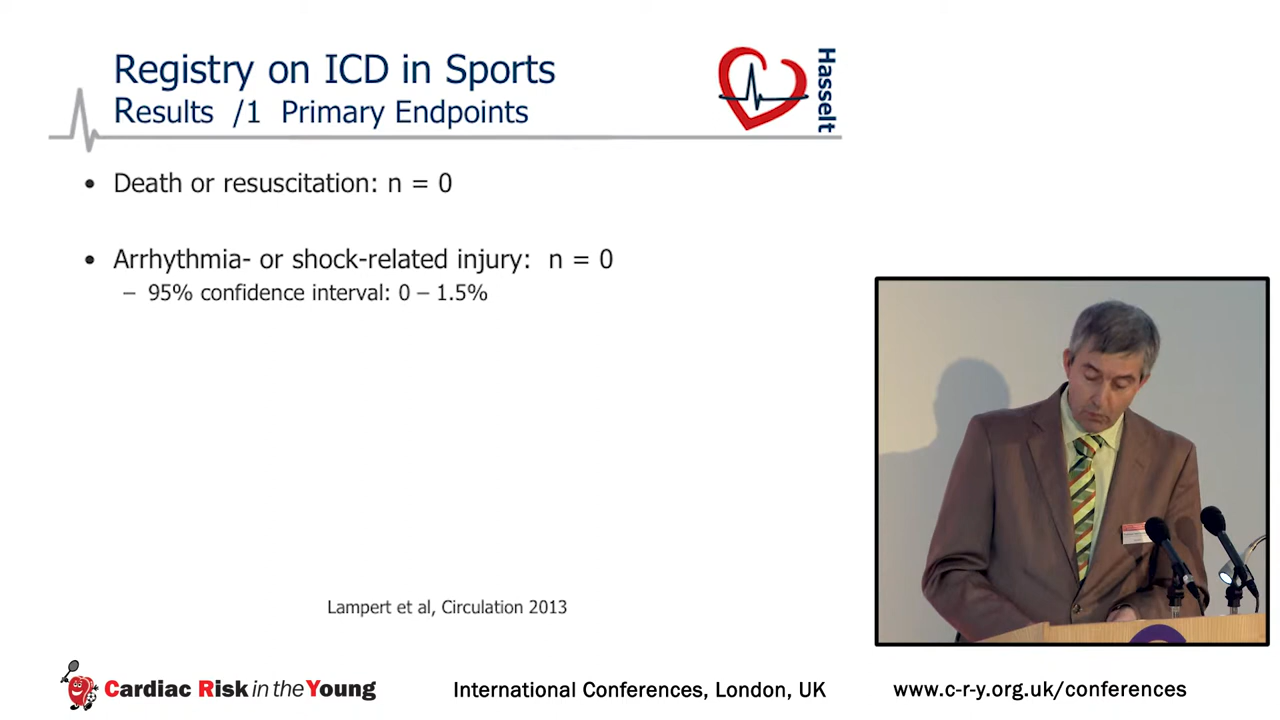 Registry on ICD in Sports
Results /1 Primary Endpoints
Hasselt
• Death or resuscitation: n = 0
• Arrhythmia- or shock-related injury: n = 0
– 95% confidence interval: 0 – 1.5%
Lampert et al, Circulation 2013
Cardiac Risk in the Young
International Conferences, London, UK
www.c-r-y.org.uk/conferences